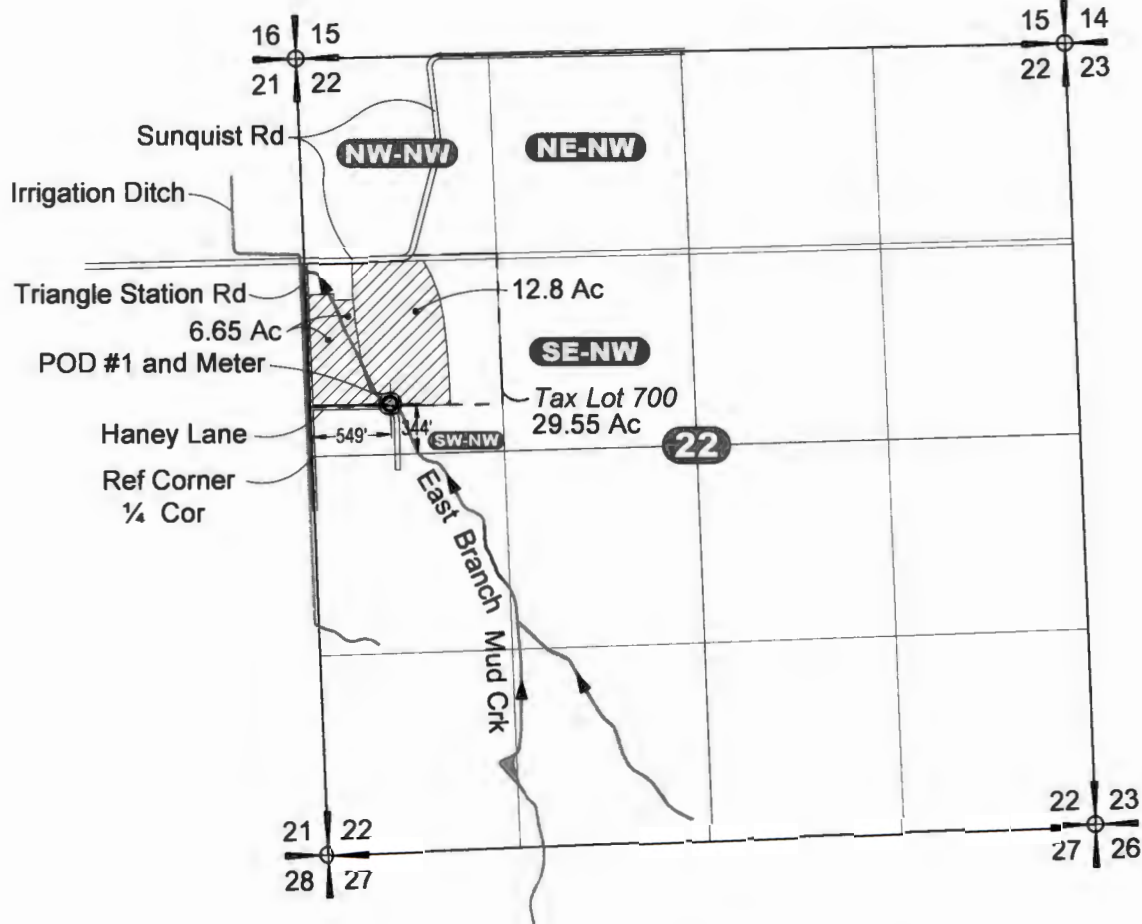 16 15
21 22
15 14
22 23
Sunquist Rd
NW-NW
NE-NW
Irrigation Ditch
Triangle Station Rd
12.8 Ac
6.65 Ac
SE-NW
POD #1 and Meter
Tax Lot 700
29.55 Ac
Haney Lane
549'
344'
SW-NW
22
Ref Corner
¼ Cor
East Branch Mud Crk
21 22
28 27
22 23
27 26